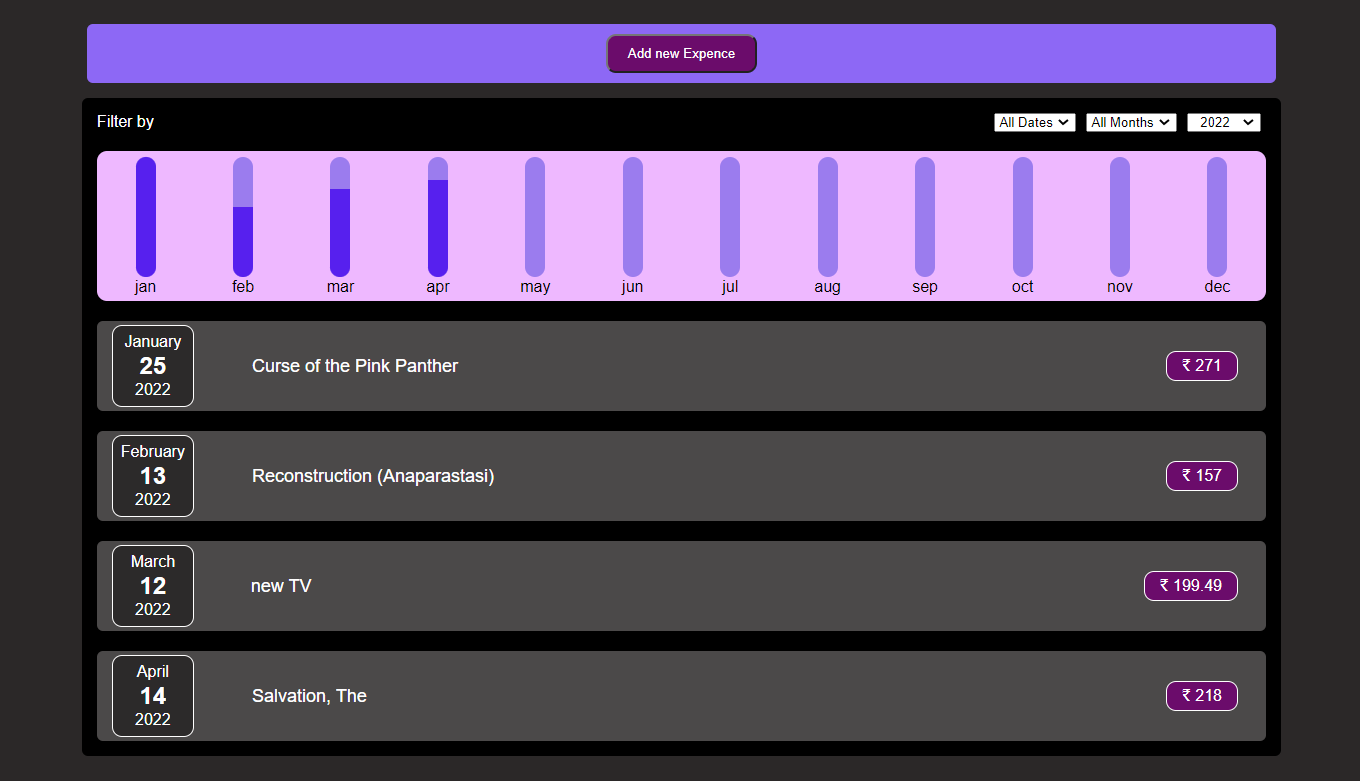 Add new Expence
Filter by
All Dates All Months 2022
jan feb mar apr may jun jul aug sep oct nov dec
January
25
2022
Curse of the Pink Panther
₹ 271
February
13
2022
Reconstruction (Anaparastasi)
₹ 157
March
12
2022
new TV
₹ 199.49
April
14
2022
Salvation, The
₹ 218